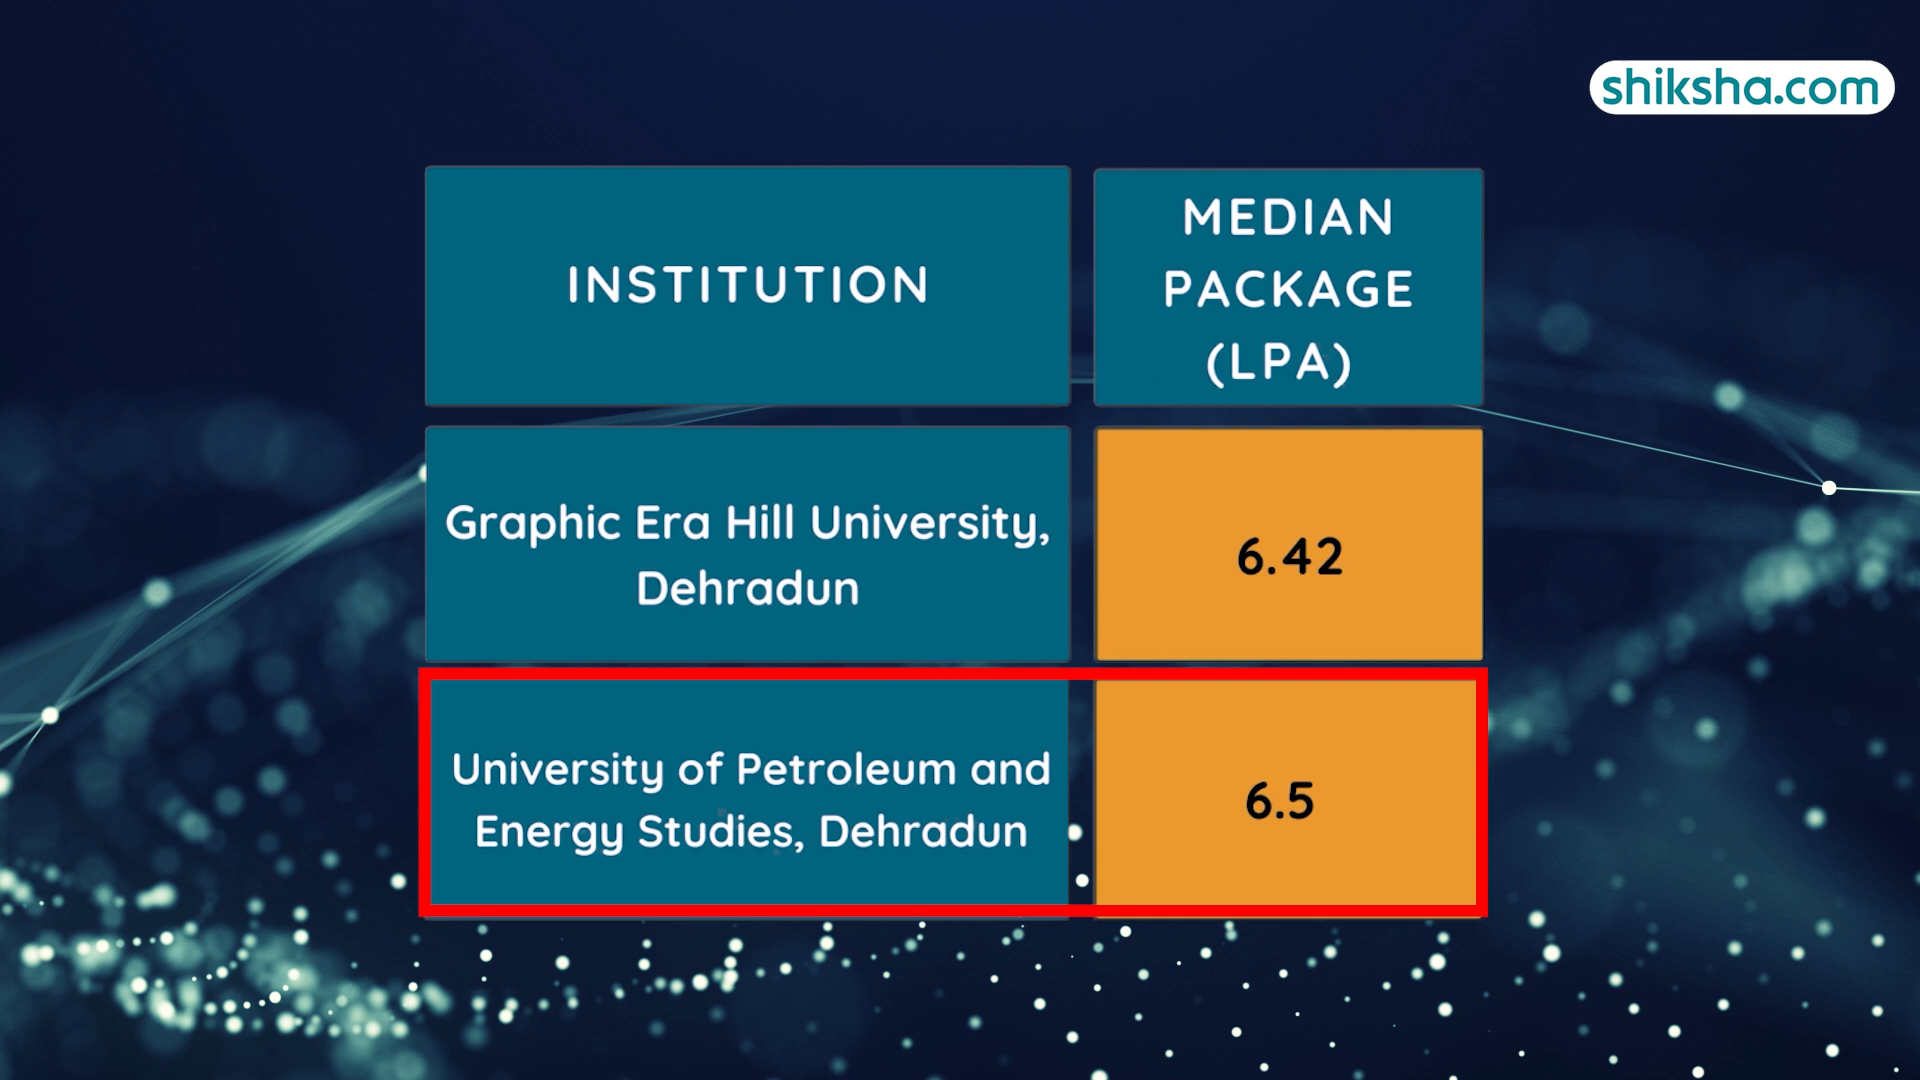 shiksha.com
INSTITUTION
MEDIAN
PACKAGE
(LPA)
Graphic Era Hill University,
Dehradun
6.42
University of Petroleum and
Energy Studies, Dehradun
6.5